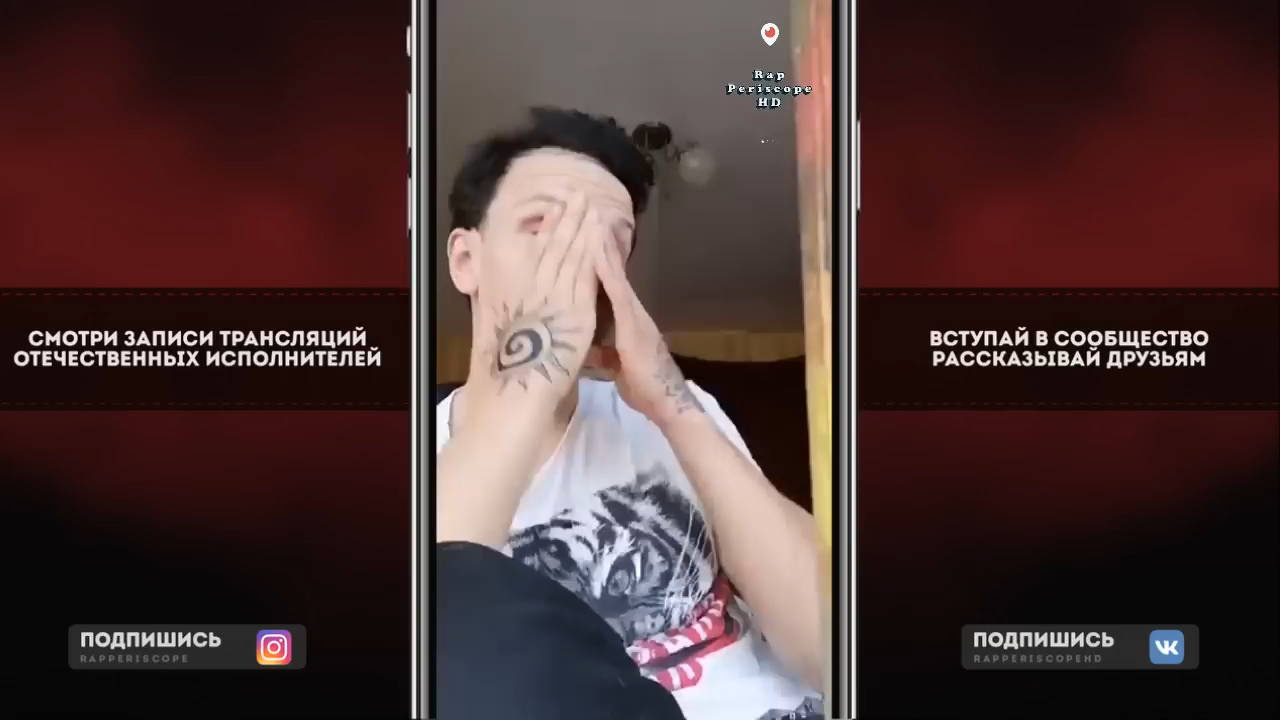 Rap
Periscope
HD
СМОТРИ ЗАПИСИ ТРАНСЛЯЦИЙ
ОТЕЧЕСТВЕННЫХ ИСПОЛНИТЕЛЕЙ
ВСТУПАЙ В СООБЩЕСТВО
РАССКАЗЫВАЙ ДРУЗЬЯМ
ПОДПИШИСЬ
RAPPERISCOPE
ПОДПИШИСЬ
RAPPERISCOPEHD